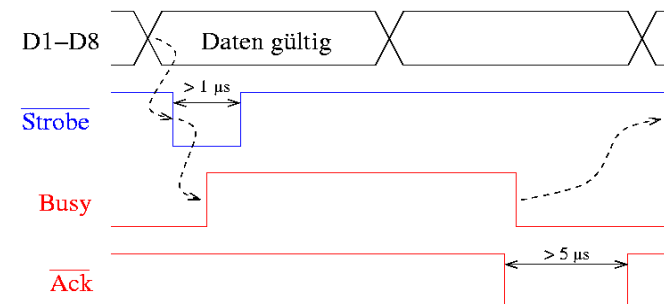 D1–D8
Daten gültig
> 1 µs
Strobe
Busy
> 5 µs
Ack